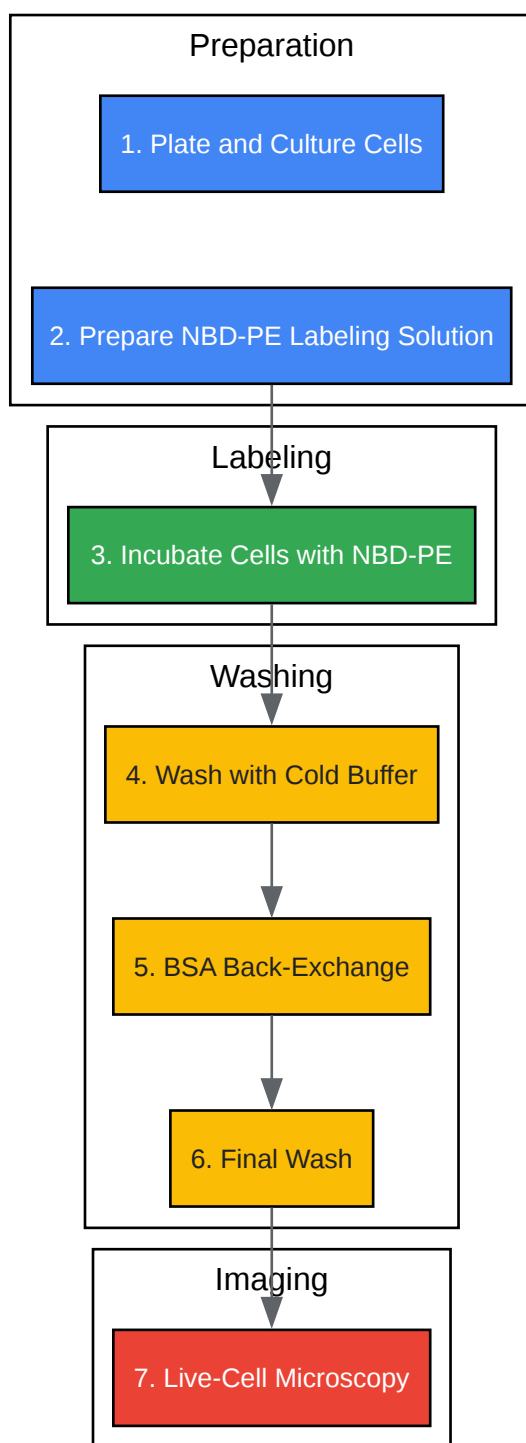 Preparation
1. Plate and Culture Cells
2. Prepare NBD-PE Labeling Solution
Labeling
3. Incubate Cells with NBD-PE
Washing
4. Wash with Cold Buffer
5. BSA Back-Exchange
6. Final Wash
Imaging
7. Live-Cell Microscopy